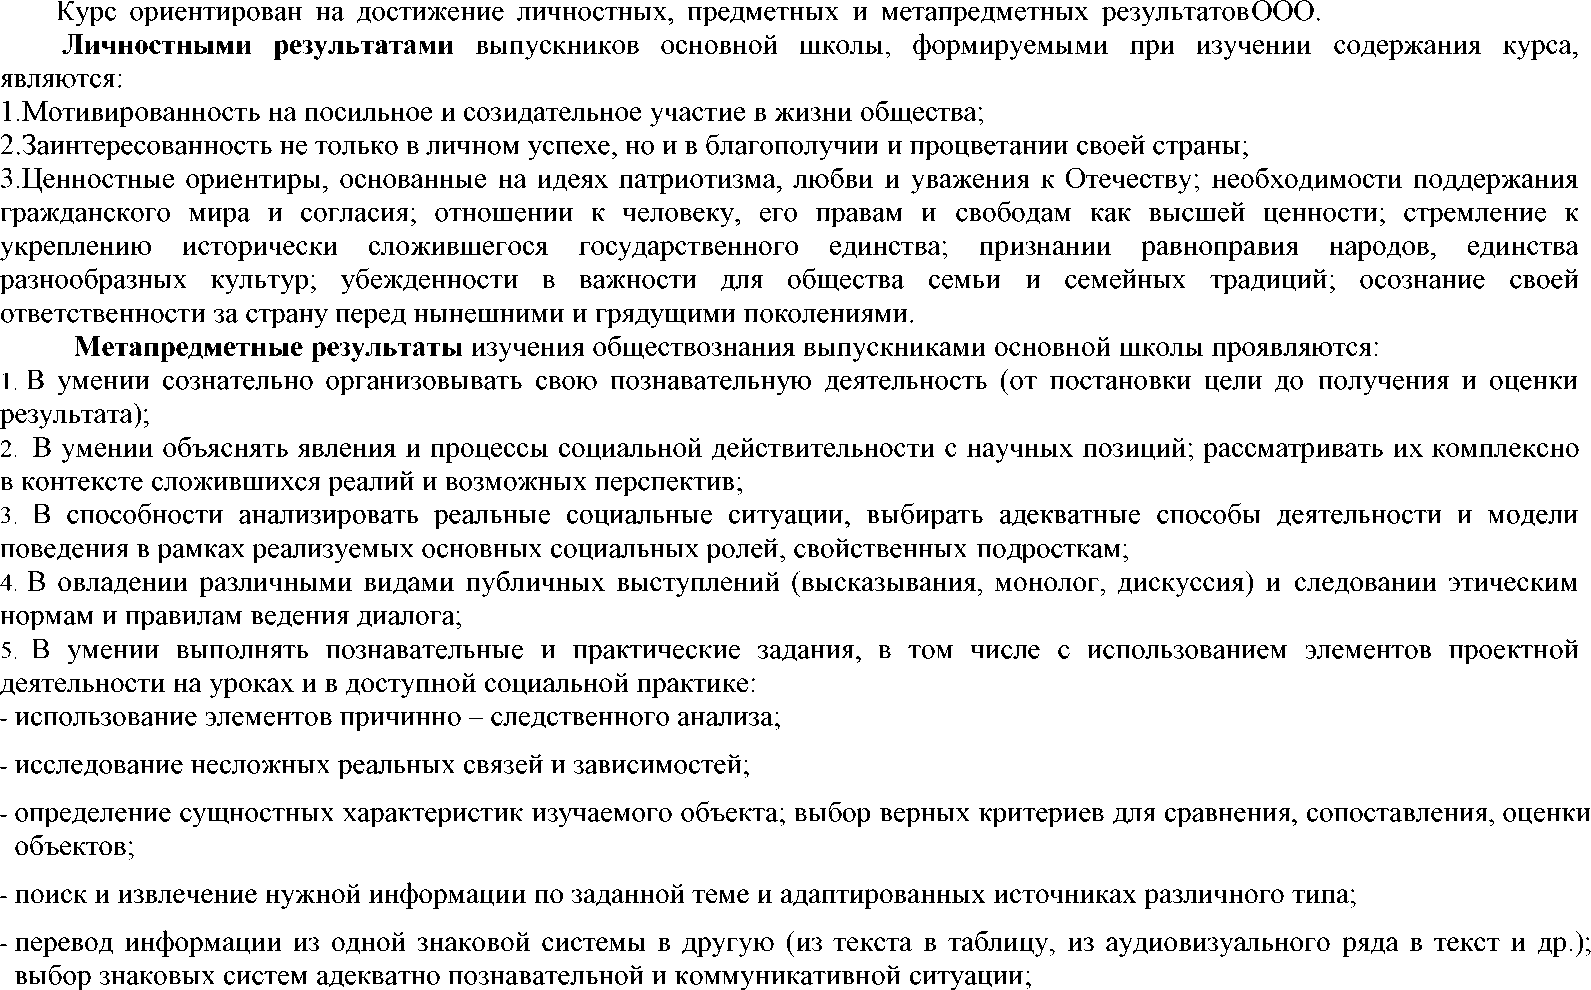 Курс ориентирован на достижение личностных, предметных и метапредметных результатовООО.
Личностными результатами выпускников основной школы, формируемыми при изучении содержания курса,
являются:
1.Мотивированность на посильное и созидательное участие в жизни общества;
2.Заинтересованность не только в личном успехе, но и в благополучии и процветании своей страны;
3.Ценностные ориентиры, основанные на идеях патриотизма, любви и уважения к Отечеству; необходимости поддержания
гражданского мира и согласия; отношении к человеку, его правам и свободам как высшей ценности; стремление к
укреплению исторически сложившегося государственного единства; признании равноправия народов, единства
разнообразных культур; убежденности в важности для общества семьи и семейных традиций; осознание своей
ответственности за страну перед нынешними и грядущими поколениями.
Метапредметные результаты изучения обществознания выпускниками основной школы проявляются:
1. В умении сознательно организовывать свою познавательную деятельность (от постановки цели до получения и оценки
результата);
2. В умении объяснять явления и процессы социальной действительности с научных позиций; рассматривать их комплексно
в контексте сложившихся реалий и возможных перспектив;
3. В способности анализировать реальные социальные ситуации, выбирать адекватные способы деятельности и модели
поведения в рамках реализуемых основных социальных ролей, свойственных подросткам;
4. В овладении различными видами публичных выступлений (высказывания, монолог, дискуссия) и следовании этическим
нормам и правилам ведения диалога;
5. В умении выполнять познавательные и практические задания, в том числе с использованием элементов проектной
деятельности на уроках и в доступной социальной практике:
- использование элементов причинно – следственного анализа;
- исследование несложных реальных связей и зависимостей;
- определение сущностных характеристик изучаемого объекта; выбор верных критериев для сравнения, сопоставления, оценки
объектов;
- поиск и извлечение нужной информации по заданной теме и адаптированных источниках различного типа;
- перевод информации из одной знаковой системы в другую (из текста в таблицу, из аудиовизуального ряда в текст и др.);
выбор знаковых систем адекватно познавательной и коммуникативной ситуации;